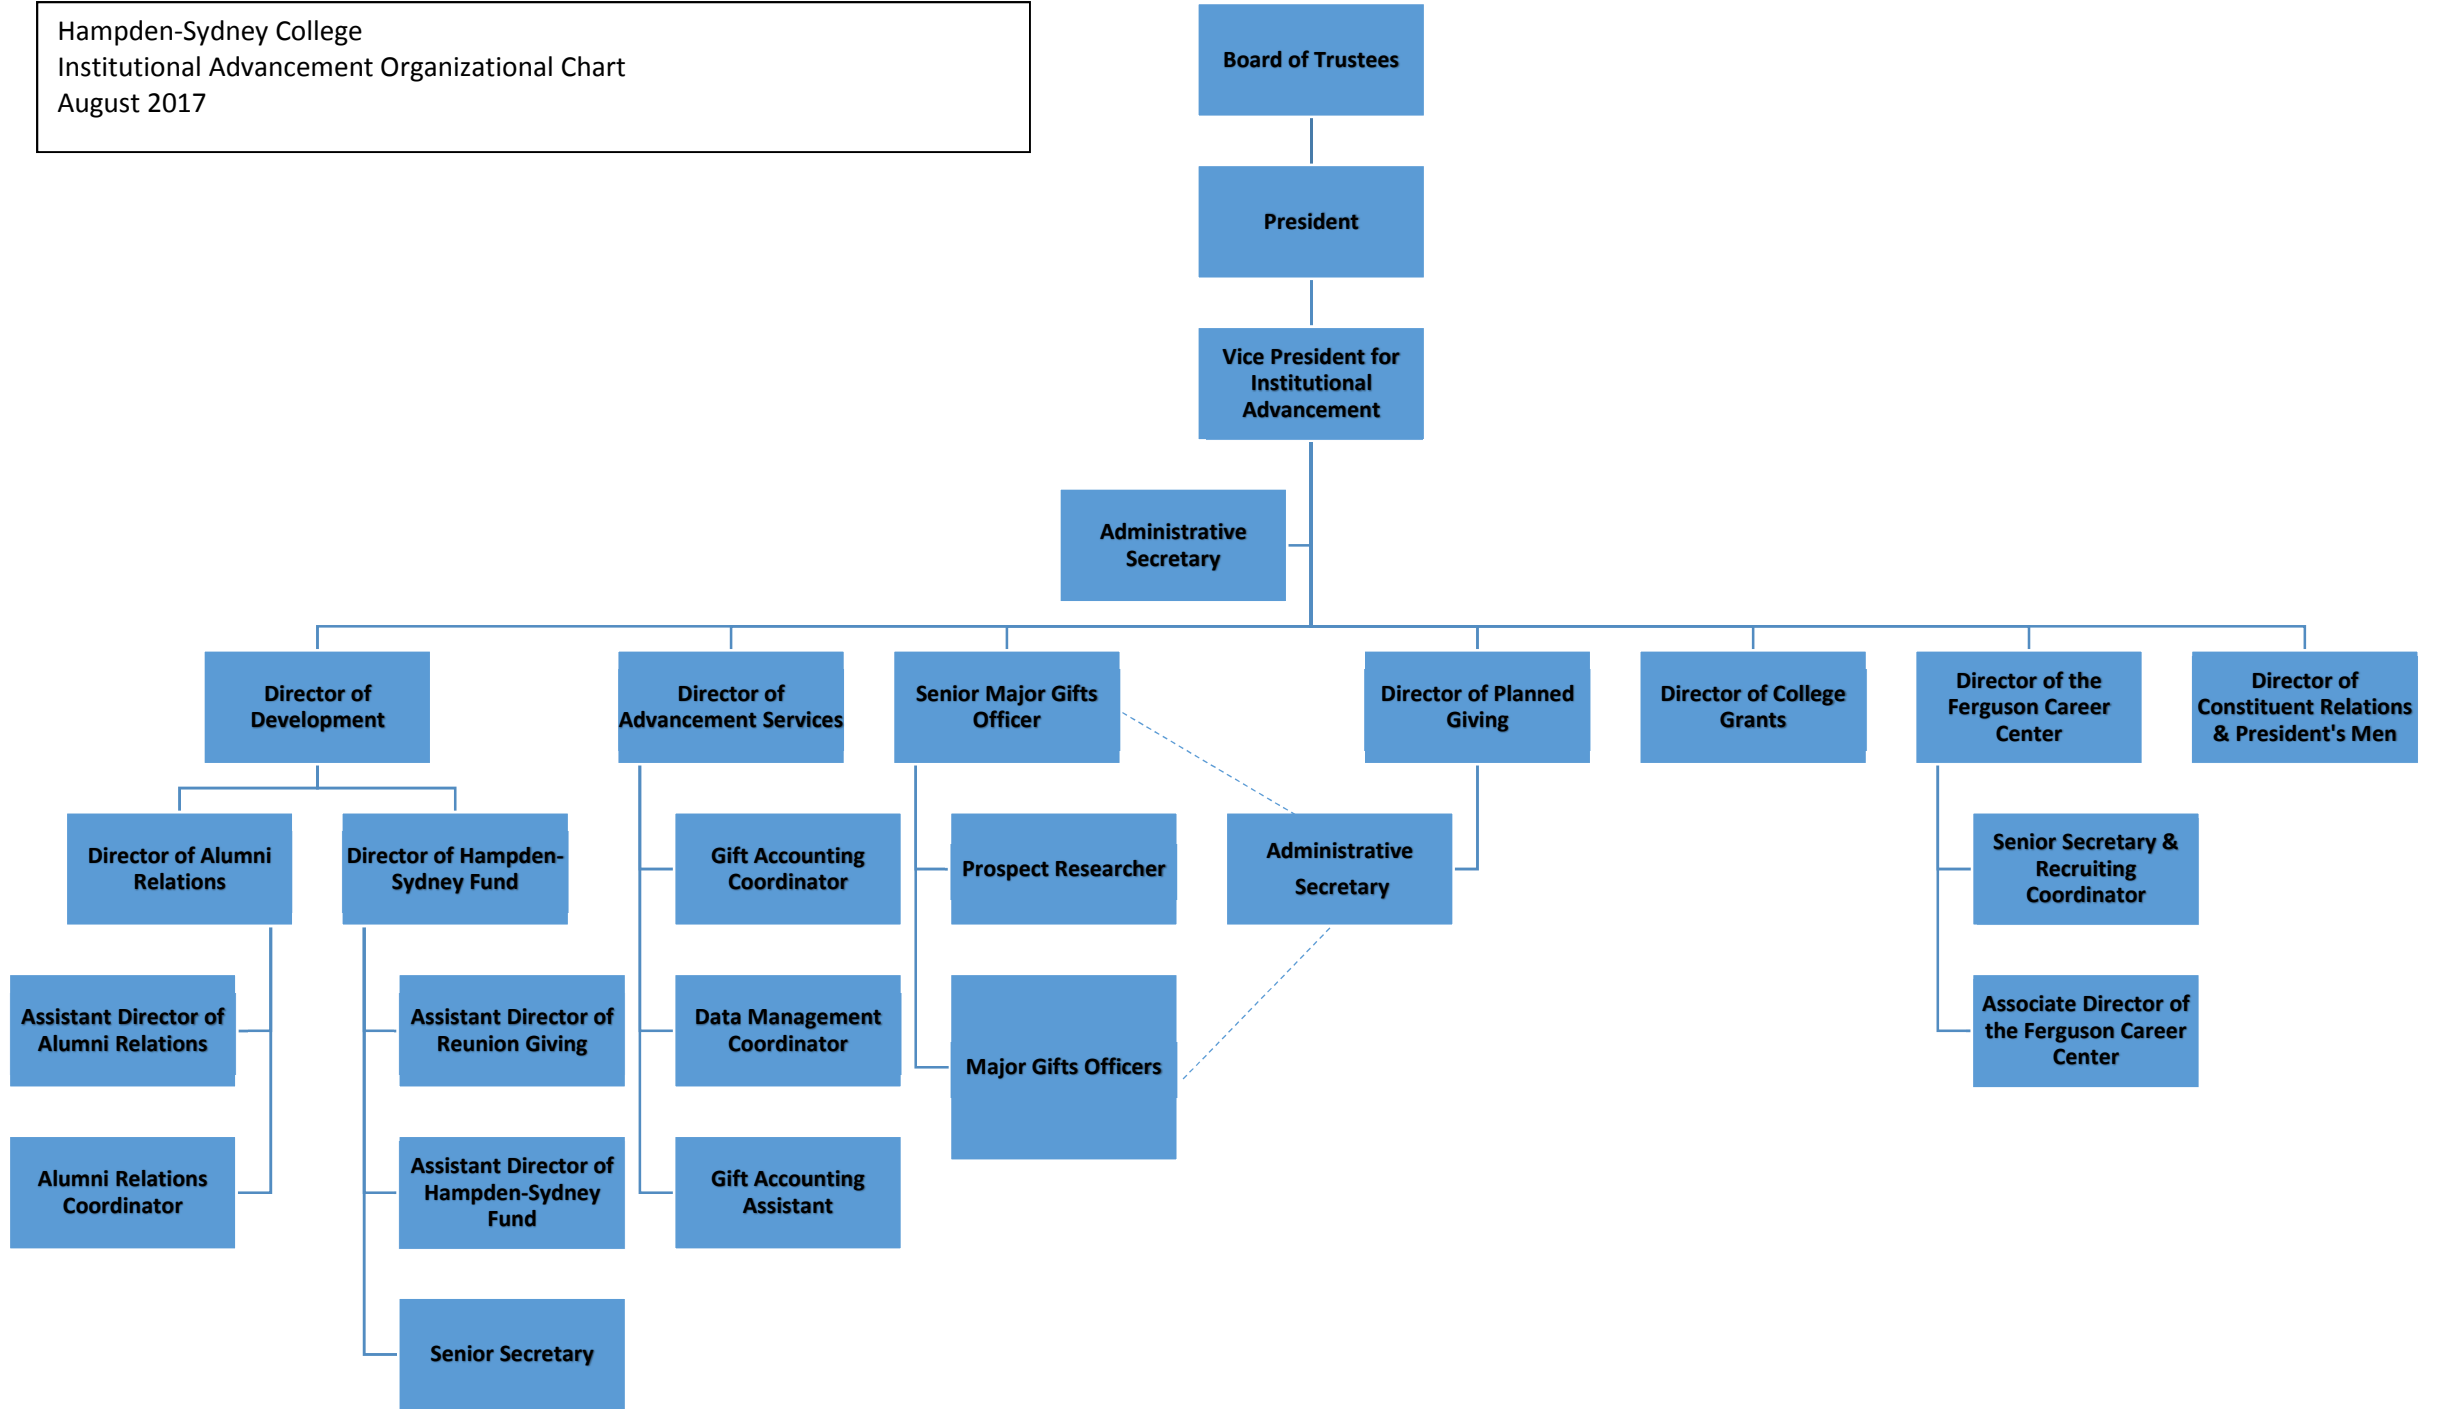 Hampden-Sydney College
Institutional Advancement Organizational Chart
August 2017
Board of Trustees
President
Vice President for
Institutional
Advancement
Administrative
Secretary
Director of
Development
Director of
Advancement Services
Senior Major Gifts
Officer
Director of Planned
Giving
Director of College
Grants
Director of the
Ferguson Career
Center
Director of
Constituent Relations
& President's Men
Director of Alumni
Relations
Director of Hampden-
Sydney Fund
Gift Accounting
Coordinator
Prospect Researcher
Administrative
Secretary
Senior Secretary &
Recruiting
Coordinator
Assistant Director of
Alumni Relations
Assistant Director of
Reunion Giving
Data Management
Coordinator
Major Gifts Officers
Associate Director of
the Ferguson Career
Center
Alumni Relations
Coordinator
Assistant Director of
Hampden-Sydney
Fund
Gift Accounting
Assistant
Senior Secretary